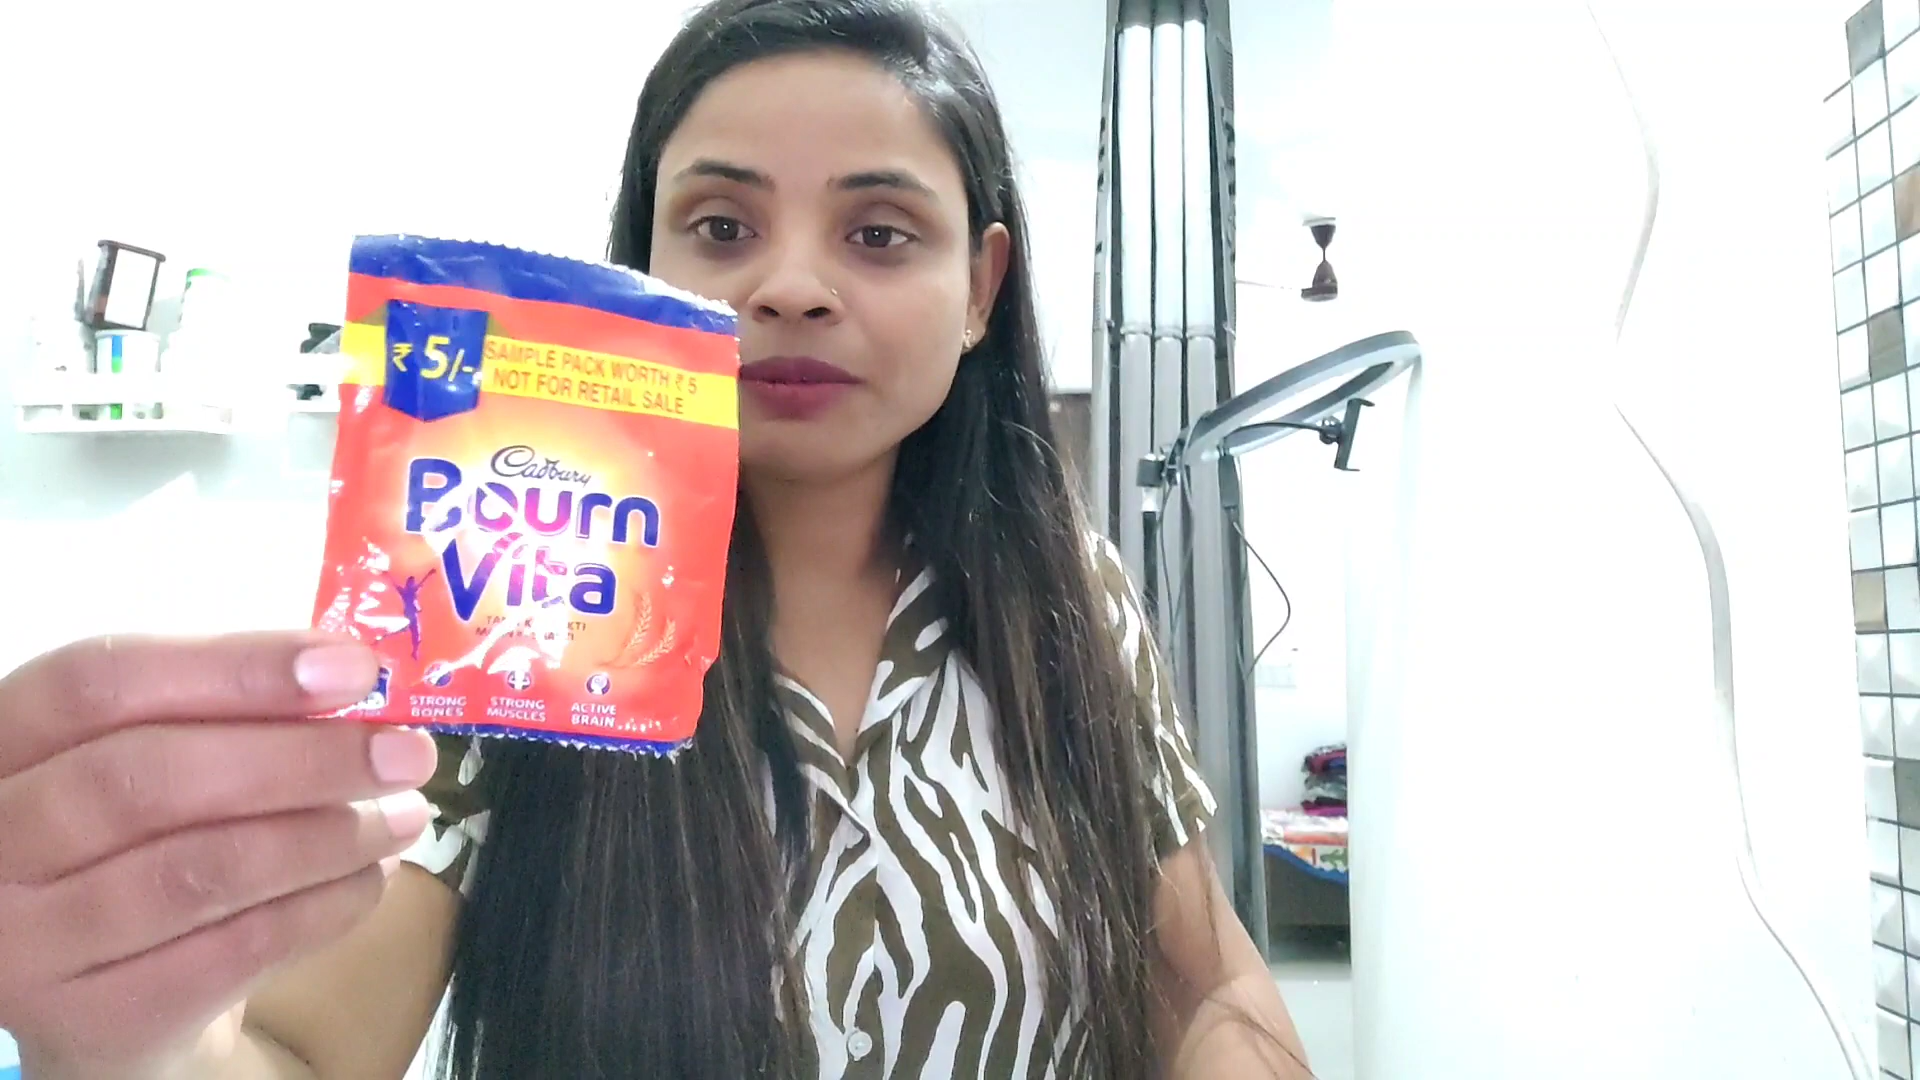 ₹ 5/-
SAMPLE PACK WORTH ₹ 5
NOT FOR RETAIL SALE
Cadbury
Bourn
Vita
STRONG
BONES
STRONG
MUSCLES
ACTIVE
BRAIN